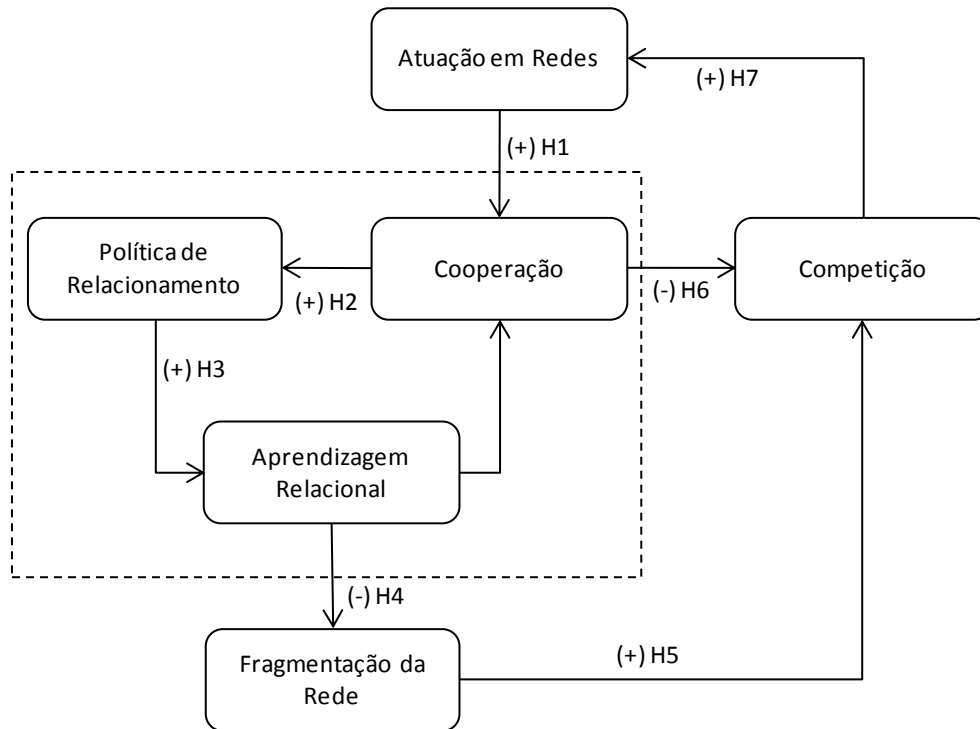 Atuação em Redes
(+) H7
(+) H1
Política de
Relacionamento
Cooperação
Competição
(+) H2
(-) H6
(+) H3
Aprendizagem
Relacional
(-) H4
Fragmentação da
Rede
(+) H5